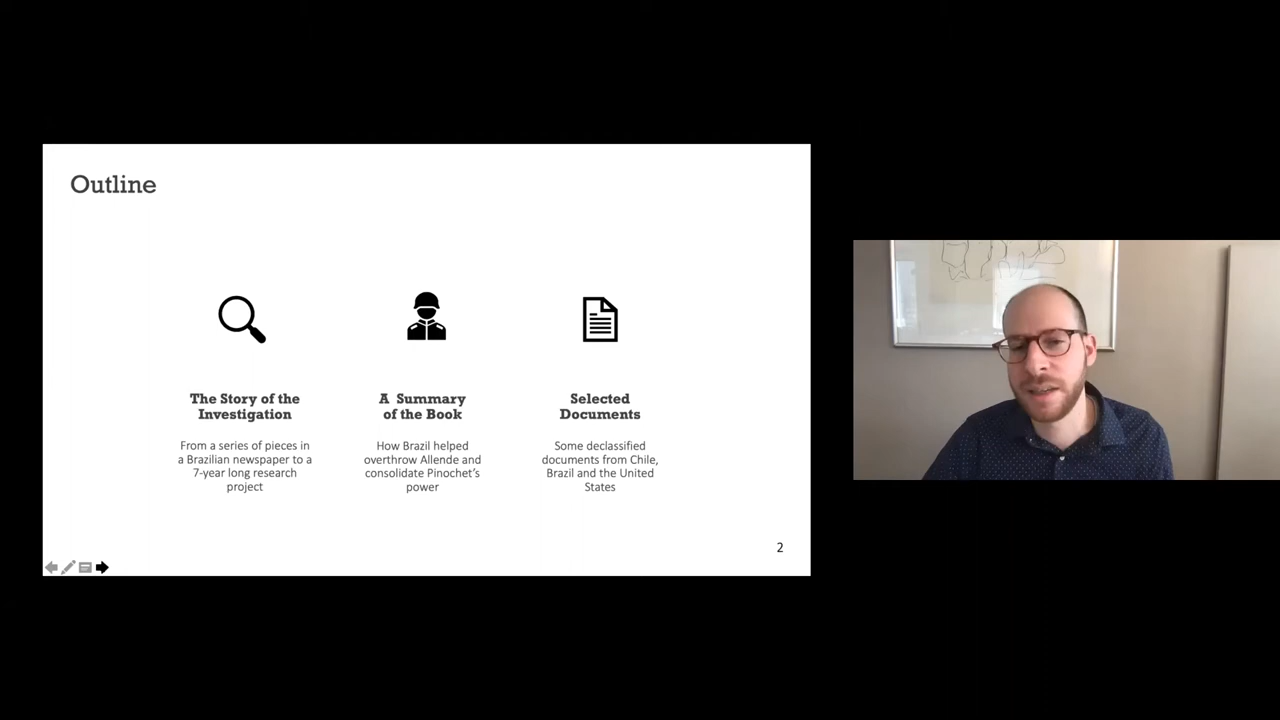 Outline
The Story of the
Investigation
From a series of pieces in
a Brazilian newspaper to a
7-year long research
project
A Summary
of the Book
How Brazil helped
overthrow Allende and
consolidate Pinochet's
power
Selected
Documents
Some declassified
documents from Chile,
Brazil and the United
States
2